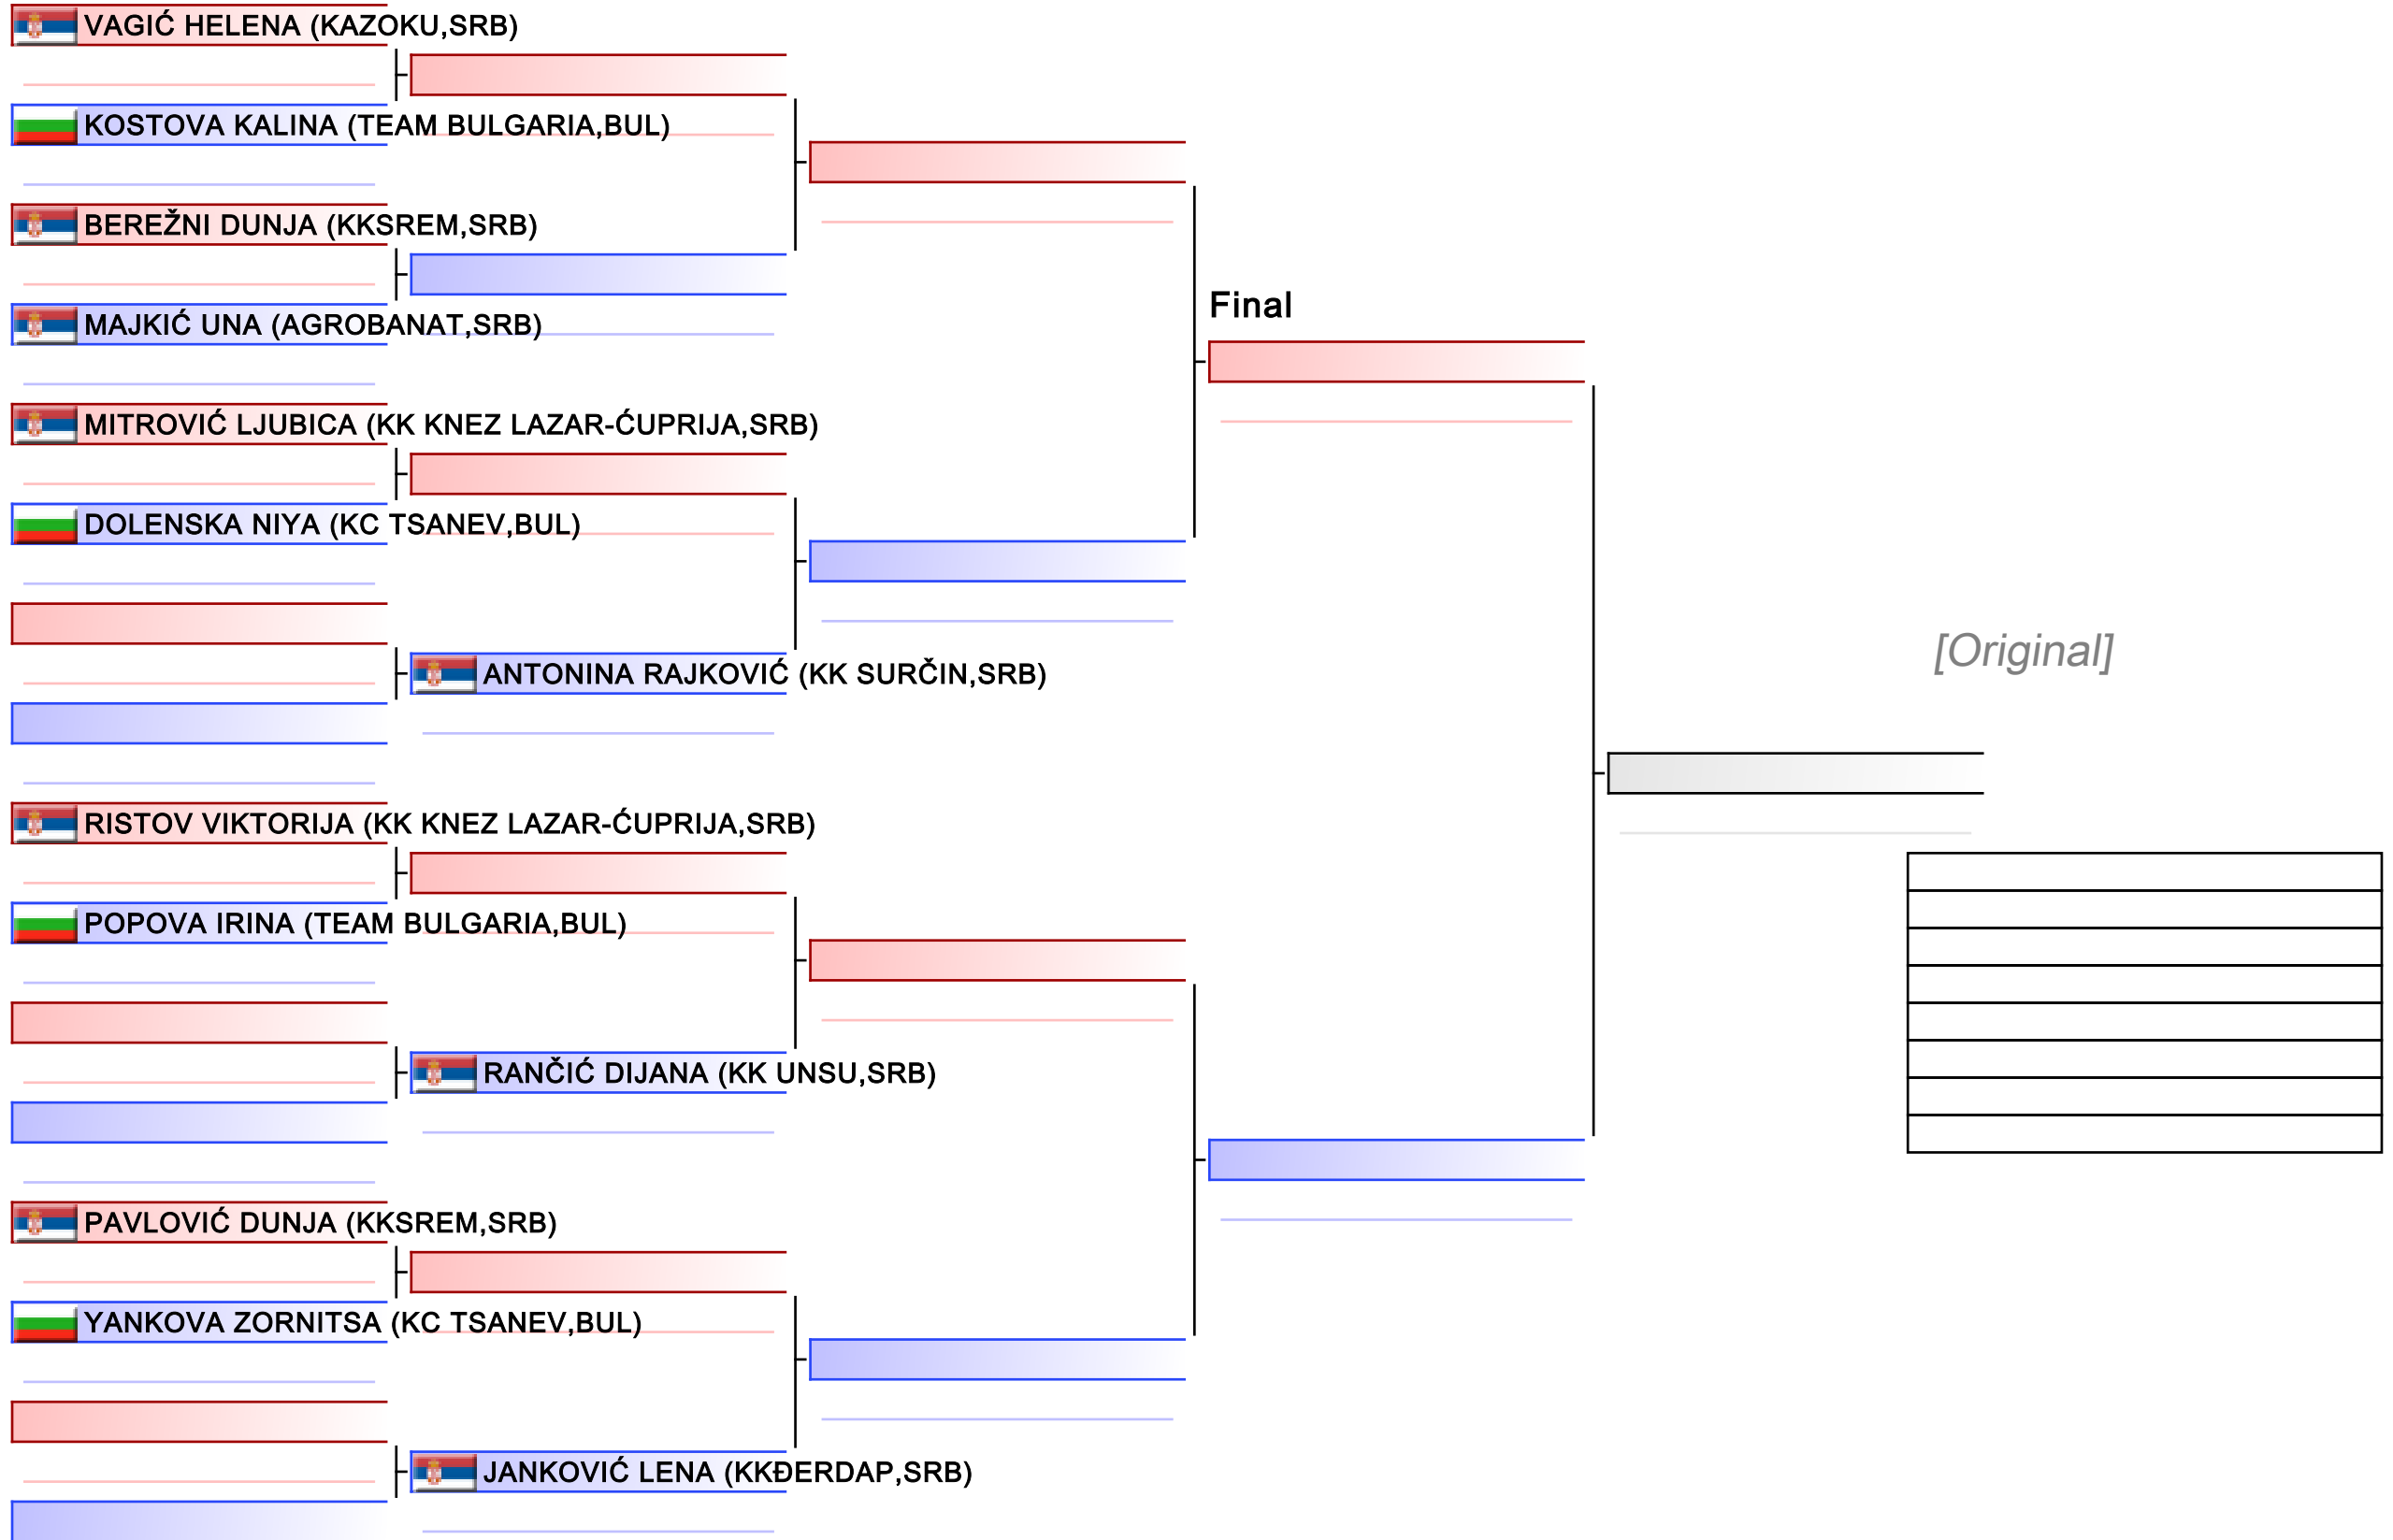 VAGIĆ HELENA (KAZOKU,SRB)
KOSTOVA KALINA (TEAM BULGARIA,BUL)
BEREŽNI DUNJA (KKSREM,SRB)
MAJKIĆ UNA (AGROBANAT,SRB)
MITROVIĆ LJUBICA (KK KNEZ LAZAR-ĆUPRIJA,SRB)
DOLENSKA NIYA (KC TSANEV,BUL)
ANTONINA RAJKOVIĆ (KK SURČIN,SRB)
RISTOV VIKTORIJA (KK KNEZ LAZAR-ĆUPRIJA,SRB)
POPOVA IRINA (TEAM BULGARIA,BUL)
RANČIĆ DIJANA (KK UNSU,SRB)
PAVLOVIĆ DUNJA (KKSREM,SRB)
YANKOVA ZORNITSA (KC TSANEV,BUL)
JANKOVIĆ LENA (KKĐERDAP,SRB)
Final
[Original]